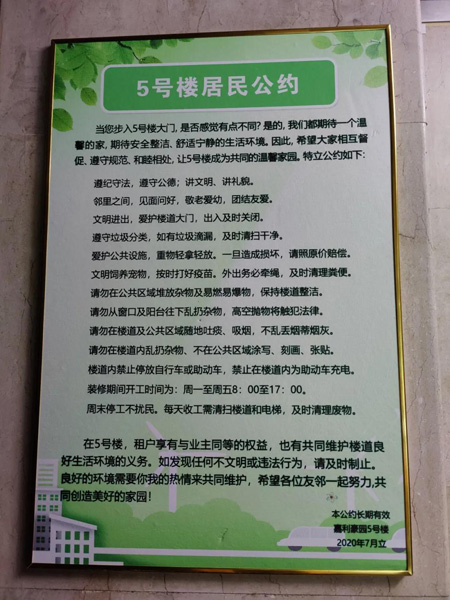 5号楼居民公约
当您步入5号楼大门，是否感觉有点不同？是的，我们都期待一个温
馨的家，期待安全整洁、舒适宁静的生活环境。因此，希望大家相互督
促、遵守规范、和睦相处，让5号楼成为共同的温馨家园。特立公约如下：
遵纪守法，遵守公德；讲文明、讲礼貌。
邻里之间，见面问好，敬老爱幼，团结友爱。
文明进出，爱护楼道大门，出入及时关闭。
遵守垃圾分类，如有垃圾滴漏，及时清扫干净。
爱护公共设施，重物轻拿轻放。一旦造成损坏，请照原价赔偿。
文明饲养宠物，按时打好疫苗。外出务必牵绳，及时清理粪便。
请勿在公共区域堆放杂物及易燃易爆物，保持楼道整洁。
请勿从窗口及阳台往下乱扔杂物，高空抛物将触犯法律。
请勿在楼道及公共区域随地吐痰、吸烟，不乱丢烟蒂烟灰。
请勿在楼道内乱扔杂物、不在公共区域涂写、刻画、张贴。
楼道内禁止停放自行车或助动车，禁止在楼道内为助动车充电。
装修期间开工时间为：周一至周五8：00至17：00。
周末停工不扰民。每天收工需清扫楼道和电梯，及时清理废物。
在5号楼，租户享有与业主同等的权益，也有共同维护楼道良
好生活环境的义务。如发现任何不文明或违法行为，请及时制止。
良好的环境需要你我的热情来共同维护，希望各位友邻一起努力,共
同创造美好的家园！
本公约长期有效
嘉利豪园5号楼
2020年7月立